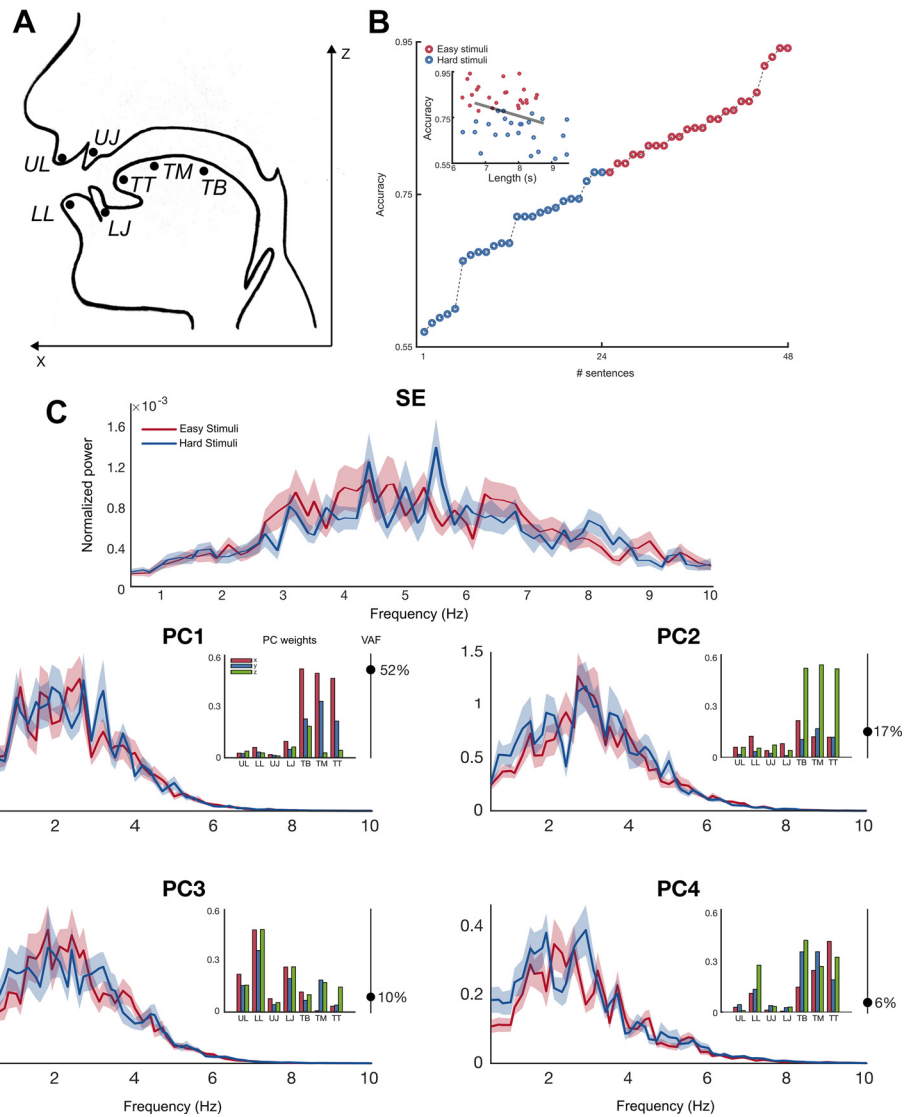 A
Z
UL
UJ
TT
TM
TB
LL
LJ
X
B
Easy stimuli
Hard stimuli
0.95
0.75
0.55
Accuracy
1
24
48
# sentences
0.95
0.75
0.55
Accuracy
6
7
8
9
Length (s)
C
SE
×10⁻³
Easy Stimuli
Hard Stimuli
1.6
1.2
0.8
0.4
0
Normalized power
1 2 3 4 5 6 7 8 9 10
Frequency (Hz)
PC1
PC weights
VAF
x
y
z
0.6
0.3
0
UL LL UJ LJ TB TM TT
52%
2 4 6 10
PC2
1.5
1
0.5
0
0.6
0.3
0
UL LL UJ LJ TB TM TT
17%
2 4 6 10
PC3
0.6
0.3
0
UL LL UJ LJ TB TM TT
10%
2 4 6 10
Frequency (Hz)
PC4
0.4
0.2
0
0.6
0.3
0
UL LL UJ LJ TB TM TT
6%
2 4 6 10
Frequency (Hz)